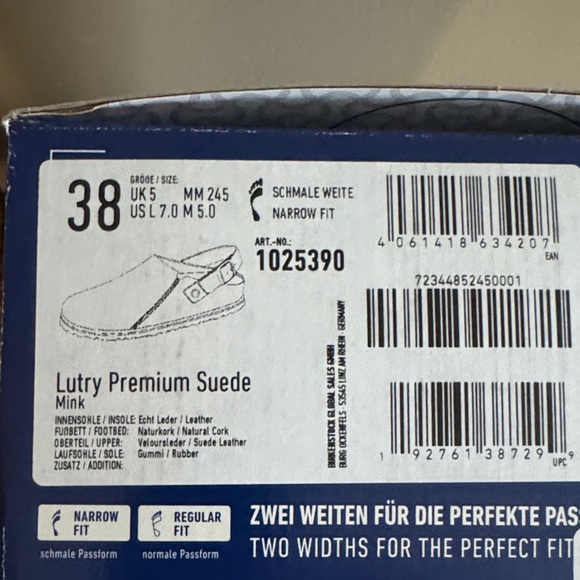 38
GRÖßE / SIZE:
UK 5 MM 245
US L 7.0 M 5.0
SCHMALE WEITE
NARROW FIT
ART.-NO.:
1025390
4 061418 634207
EAN
72344852450001
1 92761 38729 9
UPC
BIRKENSTOCK GLOBAL SALES GMBH
BURG OCKENFELS · 53545 LINZ AM RHEIN · GERMANY
Lutry Premium Suede
Mink
INNENSOHLE / INSOLE: Echt Leder / Leather
FUßBETT / FOOTBED: Naturkork / Natural Cork
OBERTEIL / UPPER: Veloursleder / Suede Leather
LAUFSOHLE / SOLE: Gummi / Rubber
ZUSATZ / ADDITION:
NARROW
FIT
schmale Passform
REGULAR
FIT
normale Passform
ZWEI WEITEN FÜR DIE PERFEKTE PAS
TWO WIDTHS FOR THE PERFECT FIT